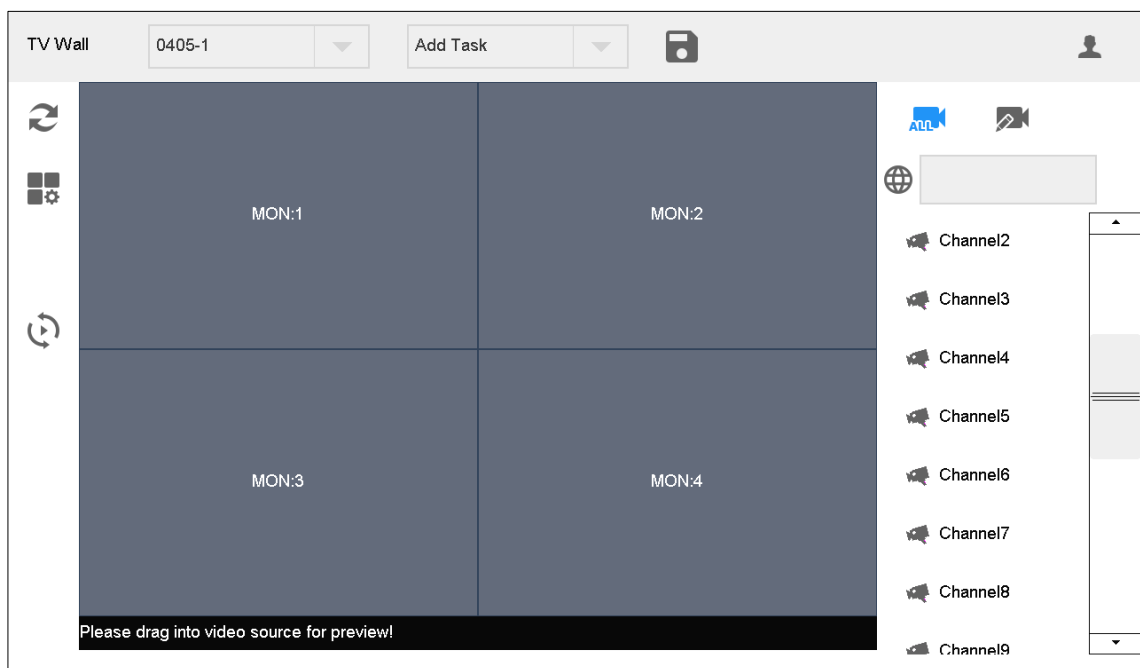 TV Wall
0405-1
Add Task
ALL
MON:1
MON:2
MON:3
MON:4
Please drag into video source for preview!
Channel2
Channel3
Channel4
Channel5
Channel6
Channel7
Channel8
Channel9